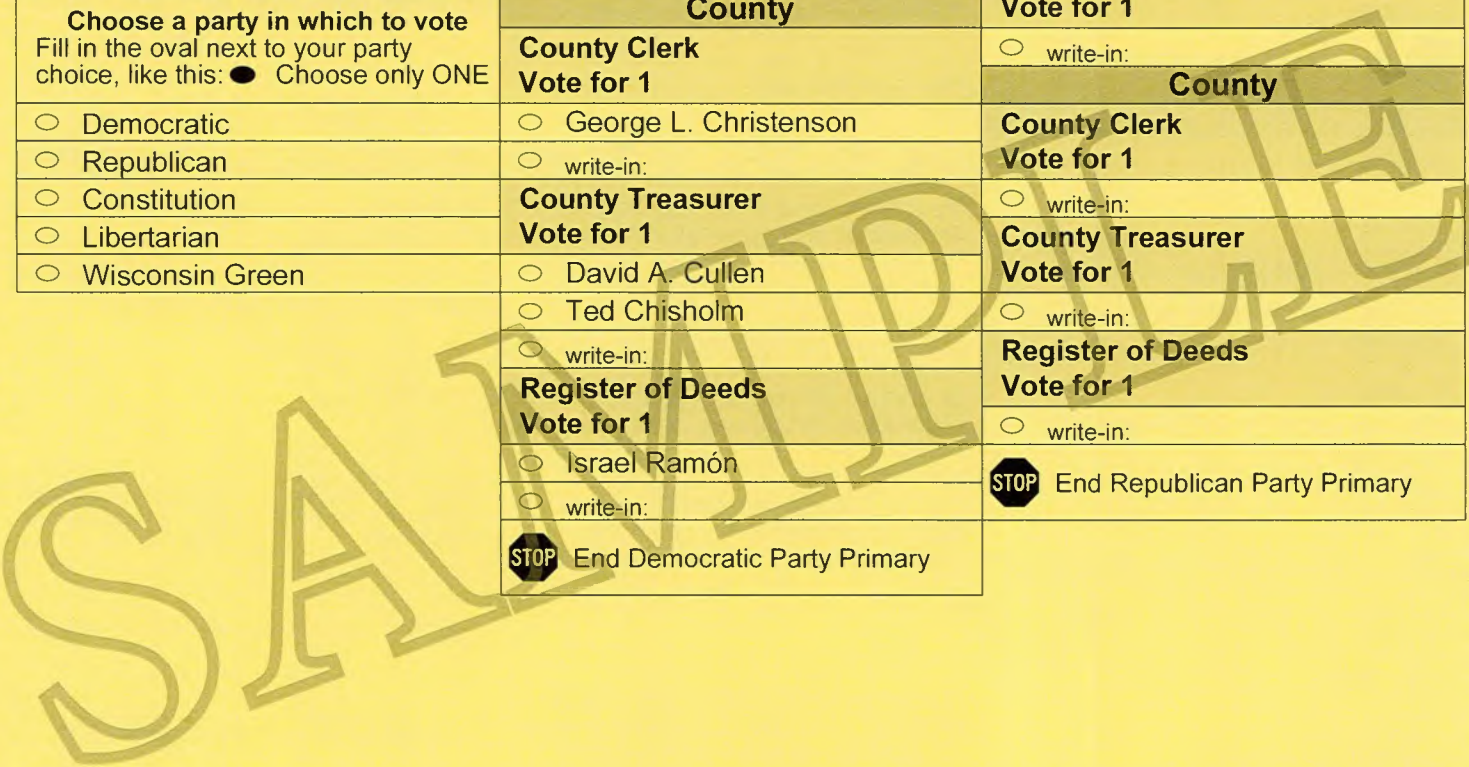 Choose a party in which to vote
Fill in the oval next to your party
choice, like this: Choose only ONE
Democratic
Republican
Constitution
Libertarian
Wisconsin Green
County
County Clerk
Vote for 1
George L. Christenson
write-in:
County Treasurer
Vote for 1
David A. Cullen
Ted Chisholm
write-in:
Register of Deeds
Vote for 1
Israel Ramón
write-in:
STOP End Democratic Party Primary
Vote for 1
write-in:
County
County Clerk
Vote for 1
write-in:
County Treasurer
Vote for 1
write-in:
Register of Deeds
Vote for 1
write-in:
STOP End Republican Party Primary
SAMPLE